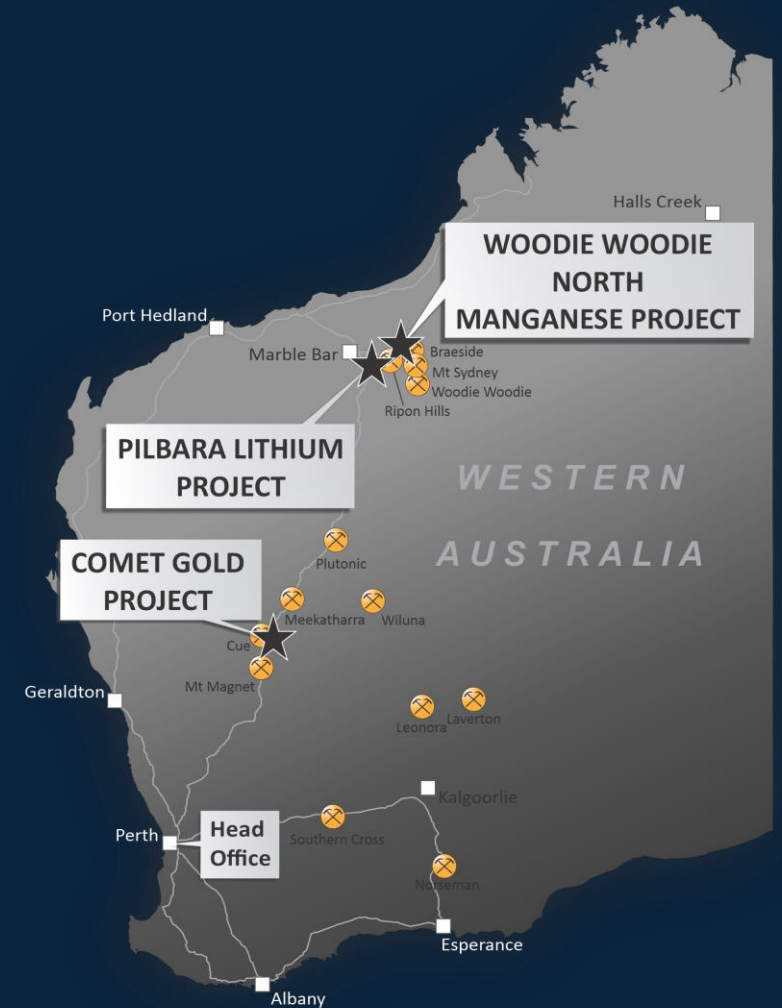 Halls Creek
WOODIE WOODIE
NORTH
MANGANESE PROJECT
Port Hedland
Marble Bar
Braeside
Mt Sydney
Woodie Woodie
Ripon Hills
PILBARA LITHIUM
PROJECT
WESTERN
AUSTRALIA
Plutonic
COMET GOLD
PROJECT
Meekatharra
Wiluna
Cue
Mt Magnet
Geraldton
Leonora
Laverton
Kalgoorlie
Perth
Head
Office
Southern Cross
Norseman
Esperance
Albany